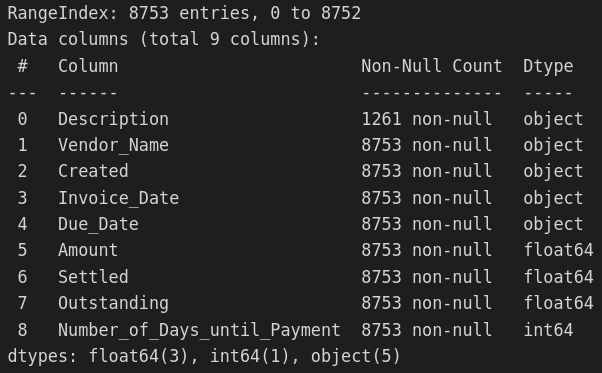 RangeIndex: 8753 entries, 0 to 8752
Data columns (total 9 columns):
 #   Column                        Non-Null Count  Dtype
---  ------                        --------------  -----
 0   Description                   1261 non-null   object
 1   Vendor_Name                   8753 non-null   object
 2   Created                       8753 non-null   object
 3   Invoice_Date                  8753 non-null   object
 4   Due_Date                      8753 non-null   object
 5   Amount                        8753 non-null   float64
 6   Settled                       8753 non-null   float64
 7   Outstanding                   8753 non-null   float64
 8   Number_of_Days_until_Payment  8753 non-null   int64
dtypes: float64(3), int64(1), object(5)